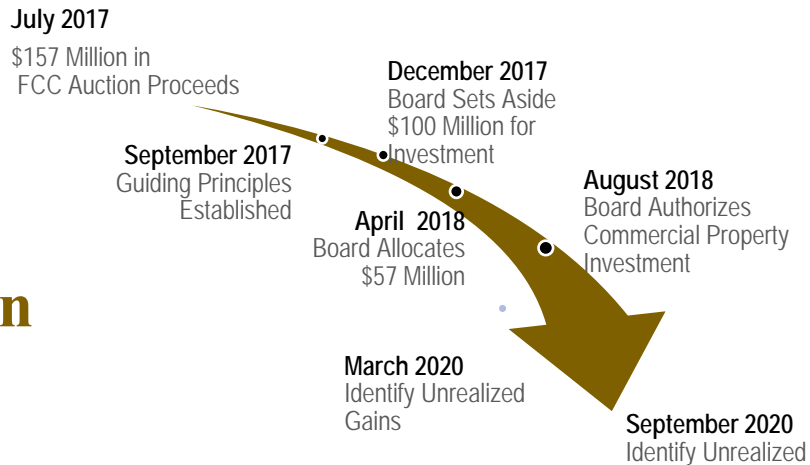 July 2017
$157 Million in
FCC Auction Proceeds
September 2017
Guiding Principles
Established
December 2017
Board Sets Aside
$100 Million for
Investment
April 2018
Board Allocates
$57 Million
August 2018
Board Authorizes
Commercial Property
Investment
n
March 2020
Identify Unrealized
Gains
September 2020
Identify Unrealized